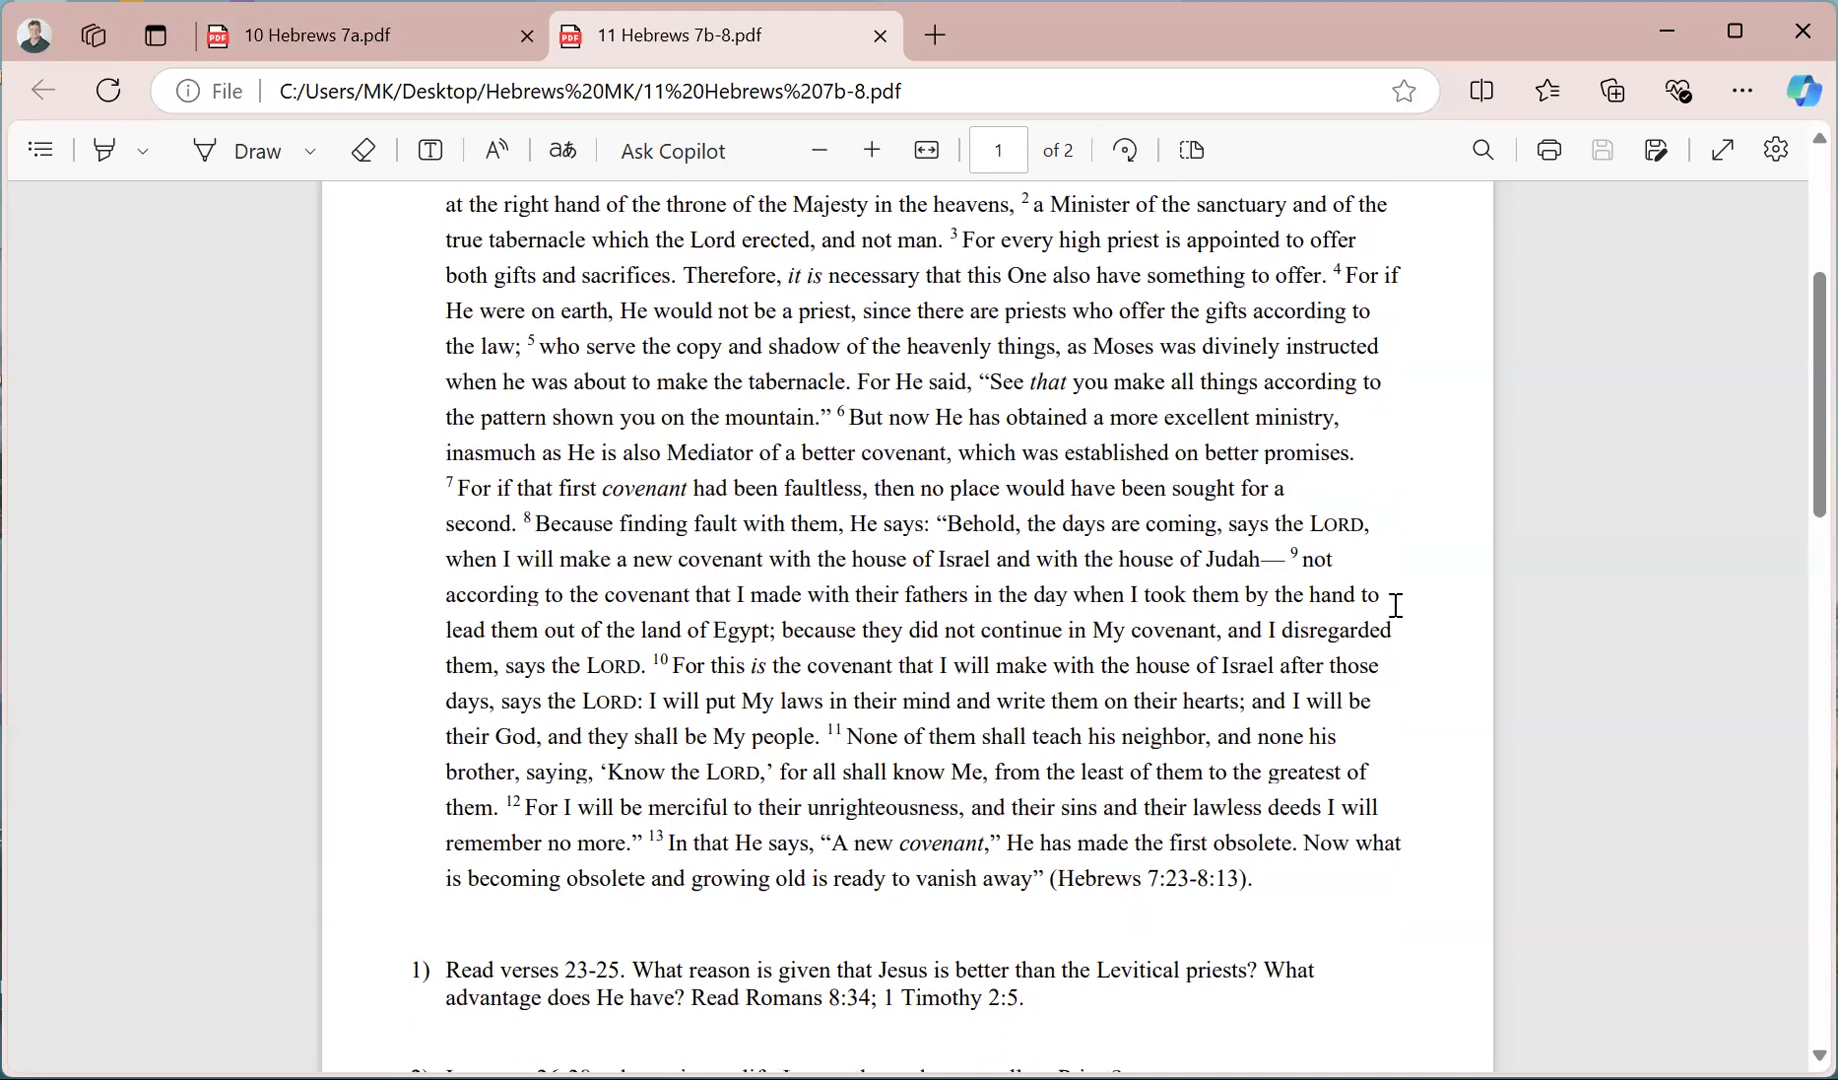 10 Hebrews 7a.pdf
11 Hebrews 7b-8.pdf
File
C:/Users/MK/Desktop/Hebrews%20MK/11%20Hebrews%207b-8.pdf
Draw
Ask Copilot
1 of 2
at the right hand of the throne of the Majesty in the heavens, 2 a Minister of the sanctuary and of the
true tabernacle which the Lord erected, and not man. 3 For every high priest is appointed to offer
both gifts and sacrifices. Therefore, it is necessary that this One also have something to offer. 4 For if
He were on earth, He would not be a priest, since there are priests who offer the gifts according to
the law; 5 who serve the copy and shadow of the heavenly things, as Moses was divinely instructed
when he was about to make the tabernacle. For He said, “See that you make all things according to
the pattern shown you on the mountain.” 6 But now He has obtained a more excellent ministry,
inasmuch as He is also Mediator of a better covenant, which was established on better promises.
7 For if that first covenant had been faultless, then no place would have been sought for a
second. 8 Because finding fault with them, He says: “Behold, the days are coming, says the LORD,
when I will make a new covenant with the house of Israel and with the house of Judah— 9 not
according to the covenant that I made with their fathers in the day when I took them by the hand to
lead them out of the land of Egypt; because they did not continue in My covenant, and I disregarded
them, says the LORD. 10 For this is the covenant that I will make with the house of Israel after those
days, says the LORD: I will put My laws in their mind and write them on their hearts; and I will be
their God, and they shall be My people. 11 None of them shall teach his neighbor, and none his
brother, saying, ‘Know the LORD,’ for all shall know Me, from the least of them to the greatest of
them. 12 For I will be merciful to their unrighteousness, and their sins and their lawless deeds I will
remember no more.” 13 In that He says, “A new covenant,” He has made the first obsolete. Now what
is becoming obsolete and growing old is ready to vanish away” (Hebrews 7:23-8:13).
1) Read verses 23-25. What reason is given that Jesus is better than the Levitical priests? What
advantage does He have? Read Romans 8:34; 1 Timothy 2:5.